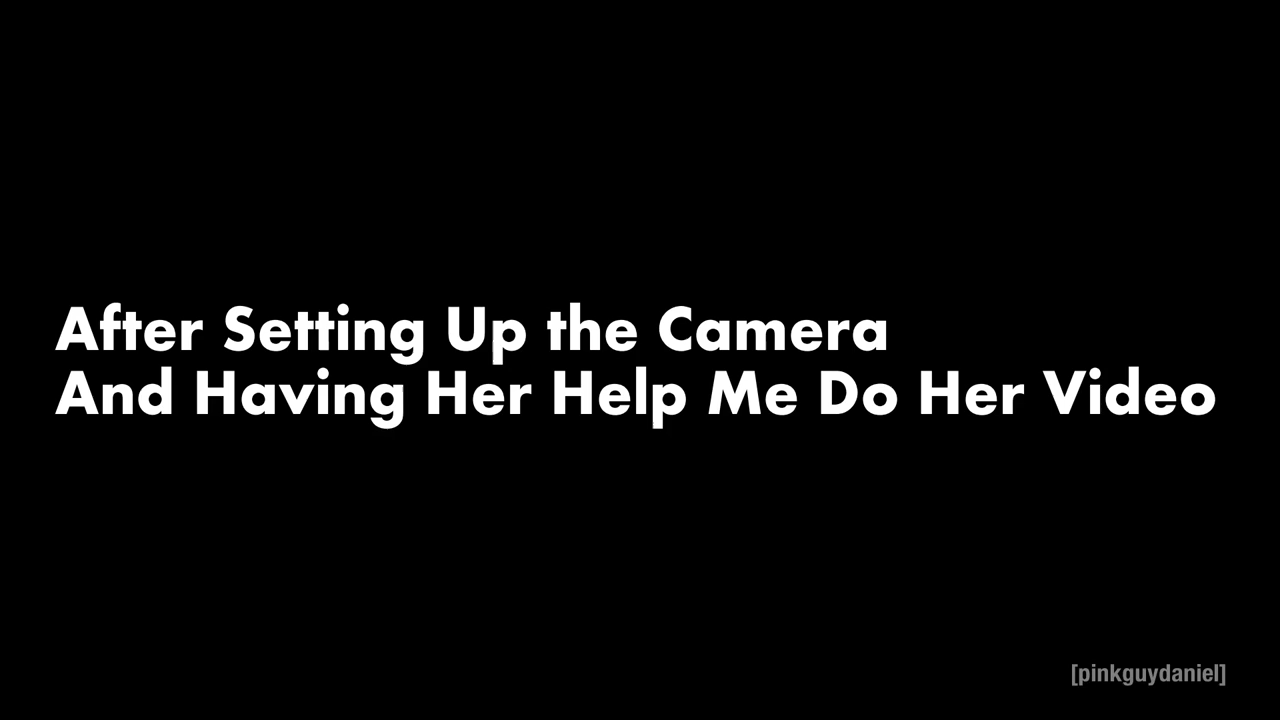 After Setting Up the Camera
And Having Her Help Me Do Her Video
[pinkguydaniel]